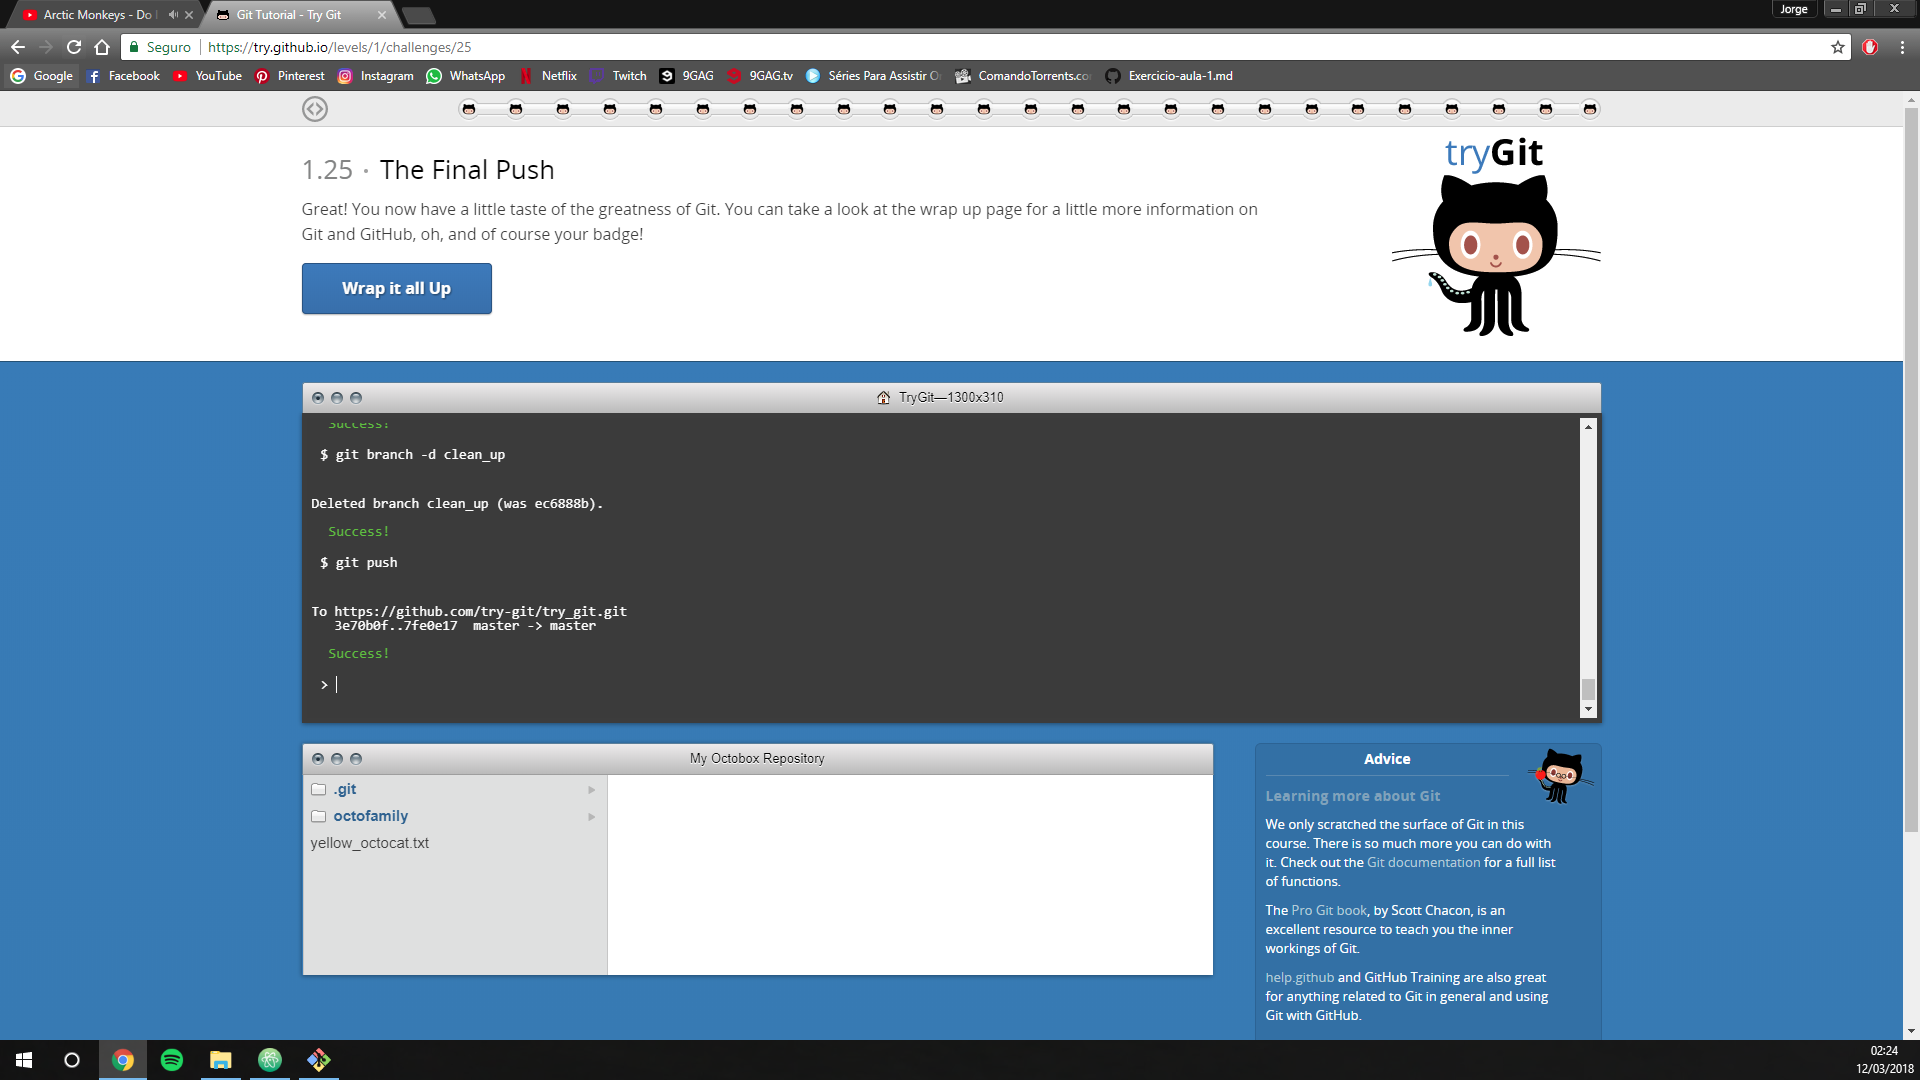 Arctic Monkeys - Do I
Git Tutorial - Try Git
Jorge
Seguro
https://try.github.io/levels/1/challenges/25
Google
Facebook
YouTube
Pinterest
Instagram
WhatsApp
Netflix
Twitch
9GAG
9GAG.tv
Séries Para Assistir On
ComandoTorrents.co
Exercicio-aula-1.md
1.25 · The Final Push
tryGit
Great! You now have a little taste of the greatness of Git. You can take a look at the wrap up page for a little more information on
Git and GitHub, oh, and of course your badge!
Wrap it all Up
TryGit—1300x310
Success!
$ git branch -d clean_up
Deleted branch clean_up (was ec6888b).
Success!
$ git push
To https://github.com/try-git/try_git.git
3e70b0f..7fe0e17 master -> master
Success!
>
My Octobox Repository
.git
octofamily
yellow_octocat.txt
Advice
Learning more about Git
We only scratched the surface of Git in this
course. There is so much more you can do with
it. Check out the Git documentation for a full list
of functions.
The Pro Git book, by Scott Chacon, is an
excellent resource to teach you the inner
workings of Git.
help.github and GitHub Training are also great
for anything related to Git in general and using
Git with GitHub.
02:24
12/03/2018